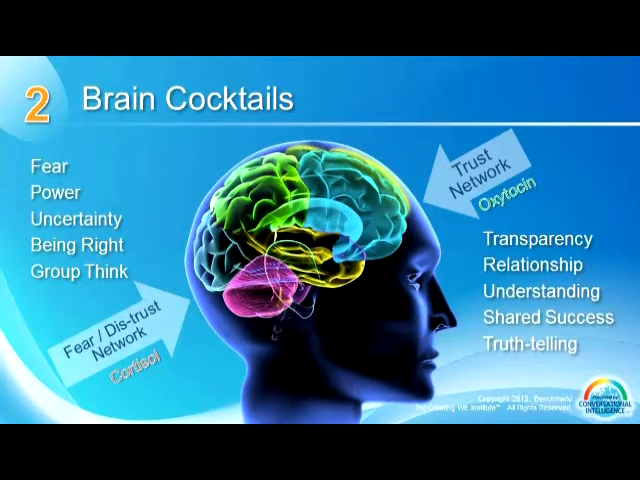 2
Brain Cocktails
Fear
Power
Uncertainty
Being Right
Group Think
Fear / Dis-trust
Network
Cortisol
Trust
Network
Oxytocin
Transparency
Relationship
Understanding
Shared Success
Truth-telling
Copyright 2013, Benchmark/
The Creating WE Institute™ All Rights Reserved.
CONVERSATIONAL
INTELLIGENCE